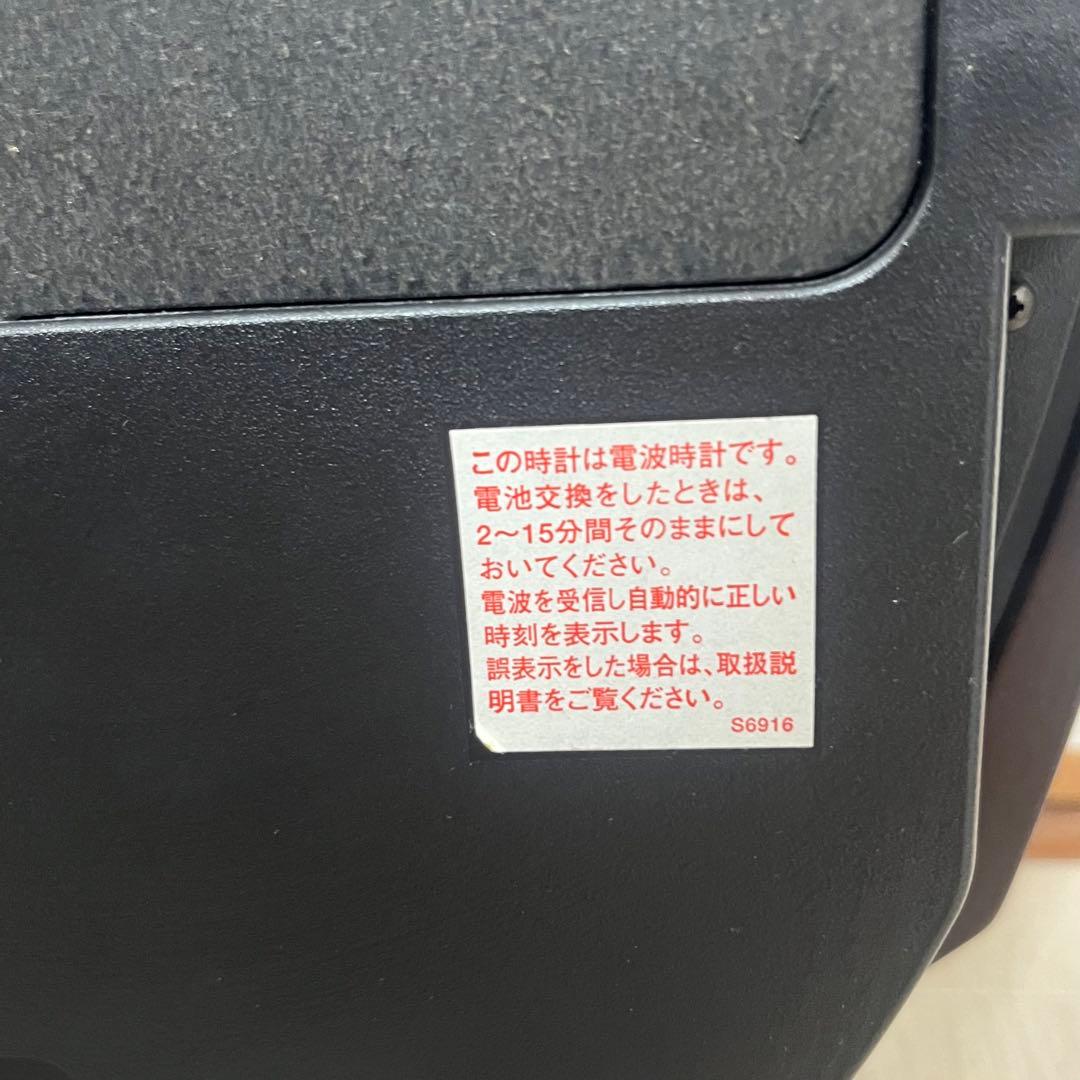 この時計は電波時計です。
電池交換をしたときは、
2〜15分間そのままにして
おいてください。
電波を受信し自動的に正しい
時刻を表示します。
誤表示をした場合は、取扱説
明書をご覧ください。
S6916